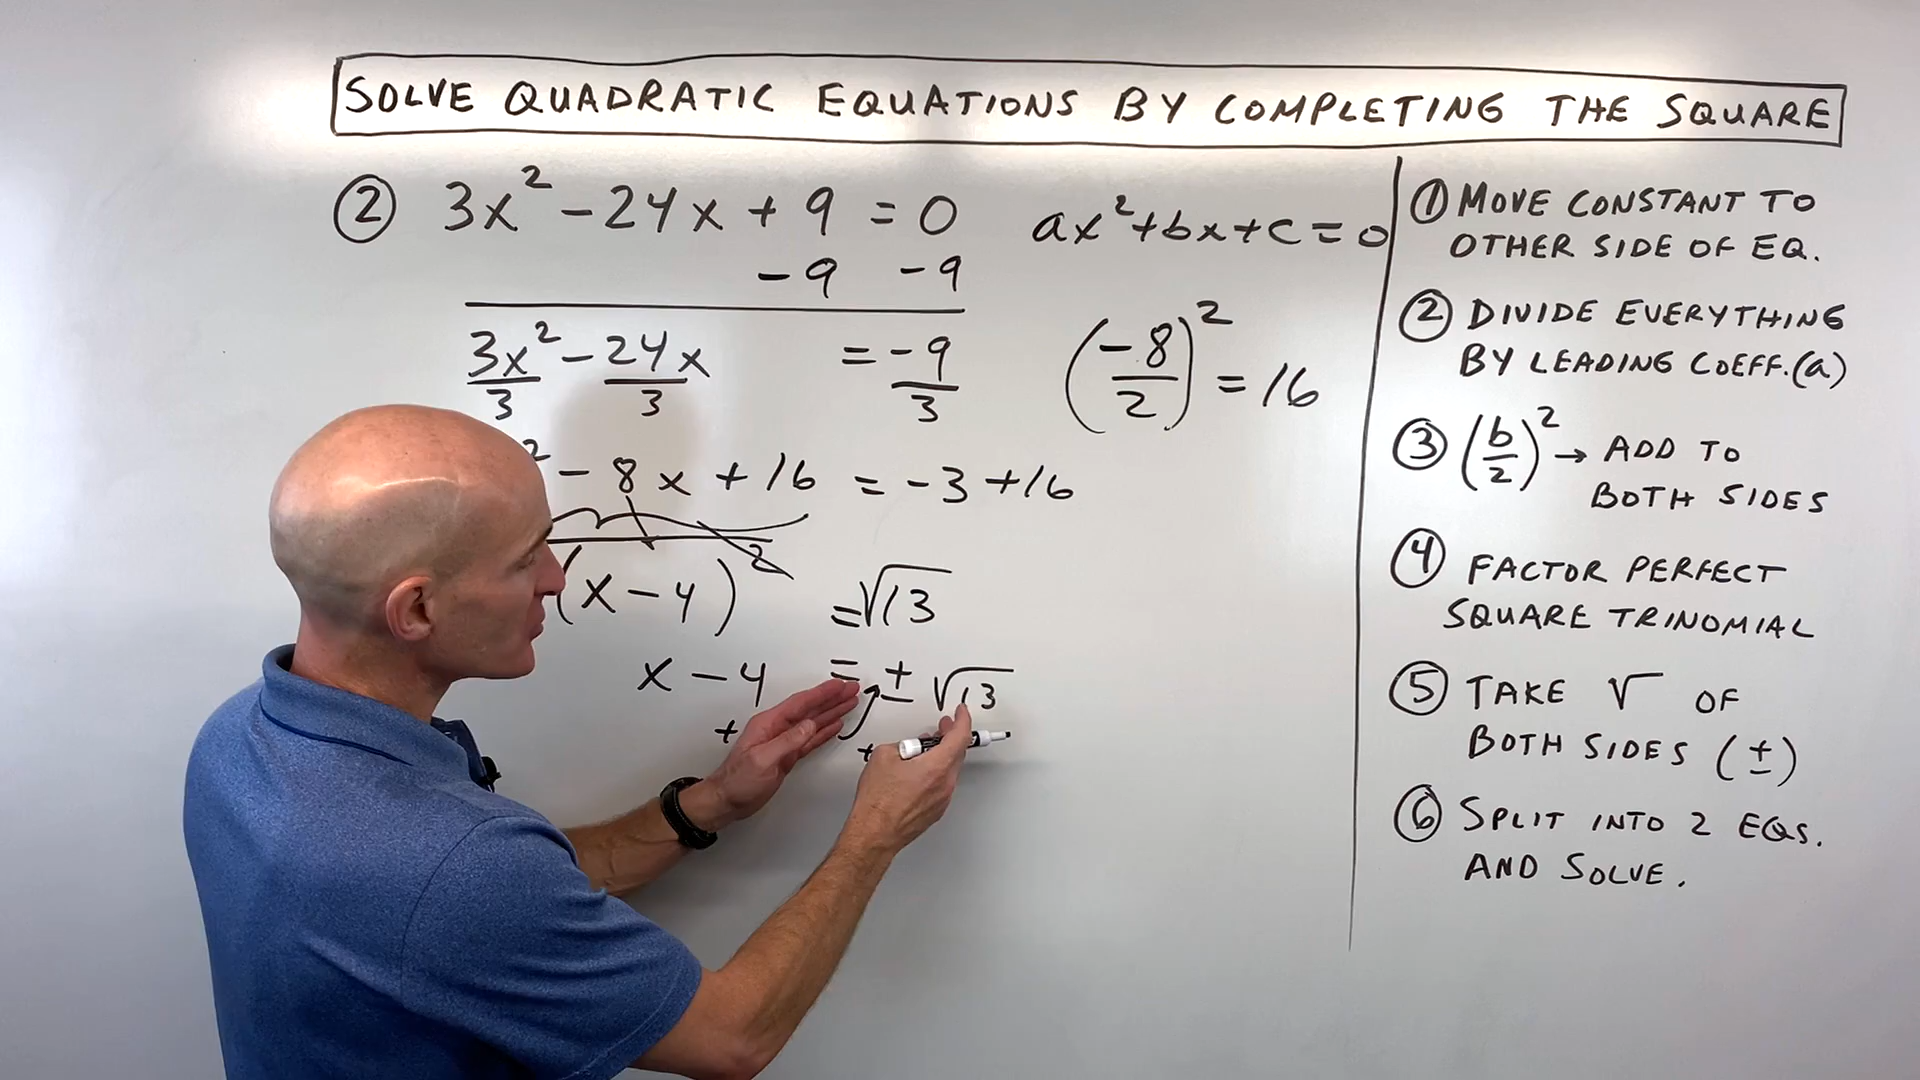 SOLVE QUADRATIC EQUATIONS BY COMPLETING THE SQUARE
② 3x² - 24x + 9 = 0
-9 -9
3x² - 24x = -9
3 3 3
² - 8x + 16 = -3 + 16
(x - 4)² = √13
x - 4 = ± √13
+ +
ax² + bx + c = 0
(-8/2)² = 16
① MOVE CONSTANT TO
OTHER SIDE OF EQ.
② DIVIDE EVERYTHING
BY LEADING COEFF. (a)
③ (b/2)² → ADD TO
BOTH SIDES
④ FACTOR PERFECT
SQUARE TRINOMIAL
⑤ TAKE √ OF
BOTH SIDES (±)
⑥ SPLIT INTO 2 EQS.
AND SOLVE.